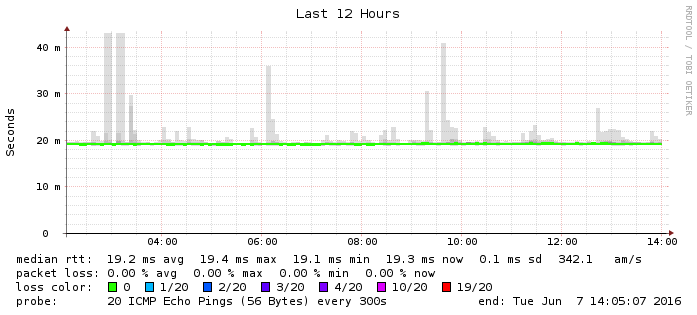 Last 12 Hours
RRDTOOL / TOBI OETIKER
Seconds
40 m
30 m
20 m
10 m
0
04:00 06:00 08:00 10:00 12:00 14:00
median rtt: 19.2 ms avg 19.4 ms max 19.1 ms min 19.3 ms now 0.1 ms sd 342.1 am/s
packet loss: 0.00 % avg 0.00 % max 0.00 % min 0.00 % now
loss color: 0 1/20 2/20 3/20 4/20 10/20 19/20
probe: 20 ICMP Echo Pings (56 Bytes) every 300s end: Tue Jun 7 14:05:07 2016